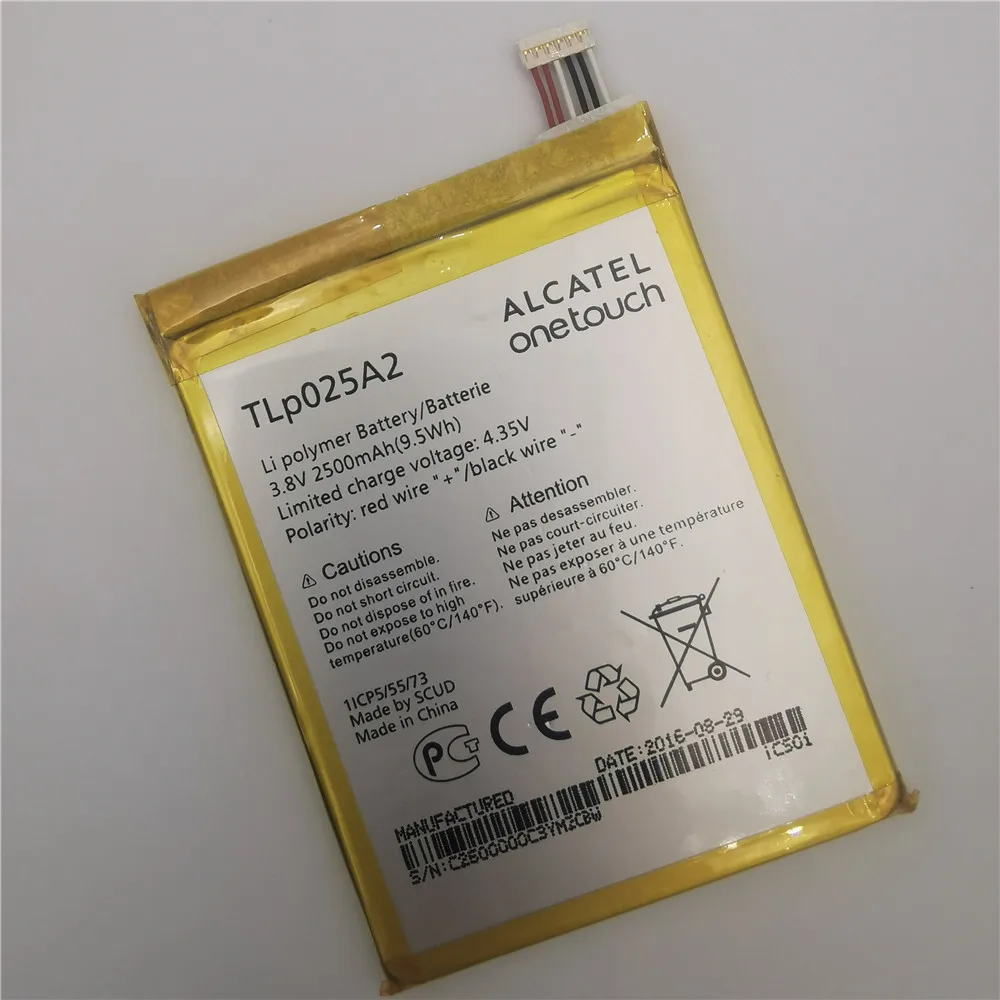 ALCATEL
onetouch
TLp025A2
Li polymer Battery/Batterie
3.8V 2500mAh(9.5Wh)
Limited charge voltage: 4.35V
Polarity: red wire "+"/black wire "-"
⚠ Cautions
Do not disassemble.
Do not short circuit.
Do not dispose of in fire.
Do not expose to high
temperature(60°C/140°F).
⚠ Attention
Ne pas desassembler.
Ne pas court-circuiter.
Ne pas jeter au feu.
Ne pas exposer à une température
supérieure à 60°C/140°F.
1ICP5/55/73
Made by SCUD
Made in China
PCT CE
MANUFACTURED DATE:2016-08-29
S/N:C2500000C3YM2CBW iC501